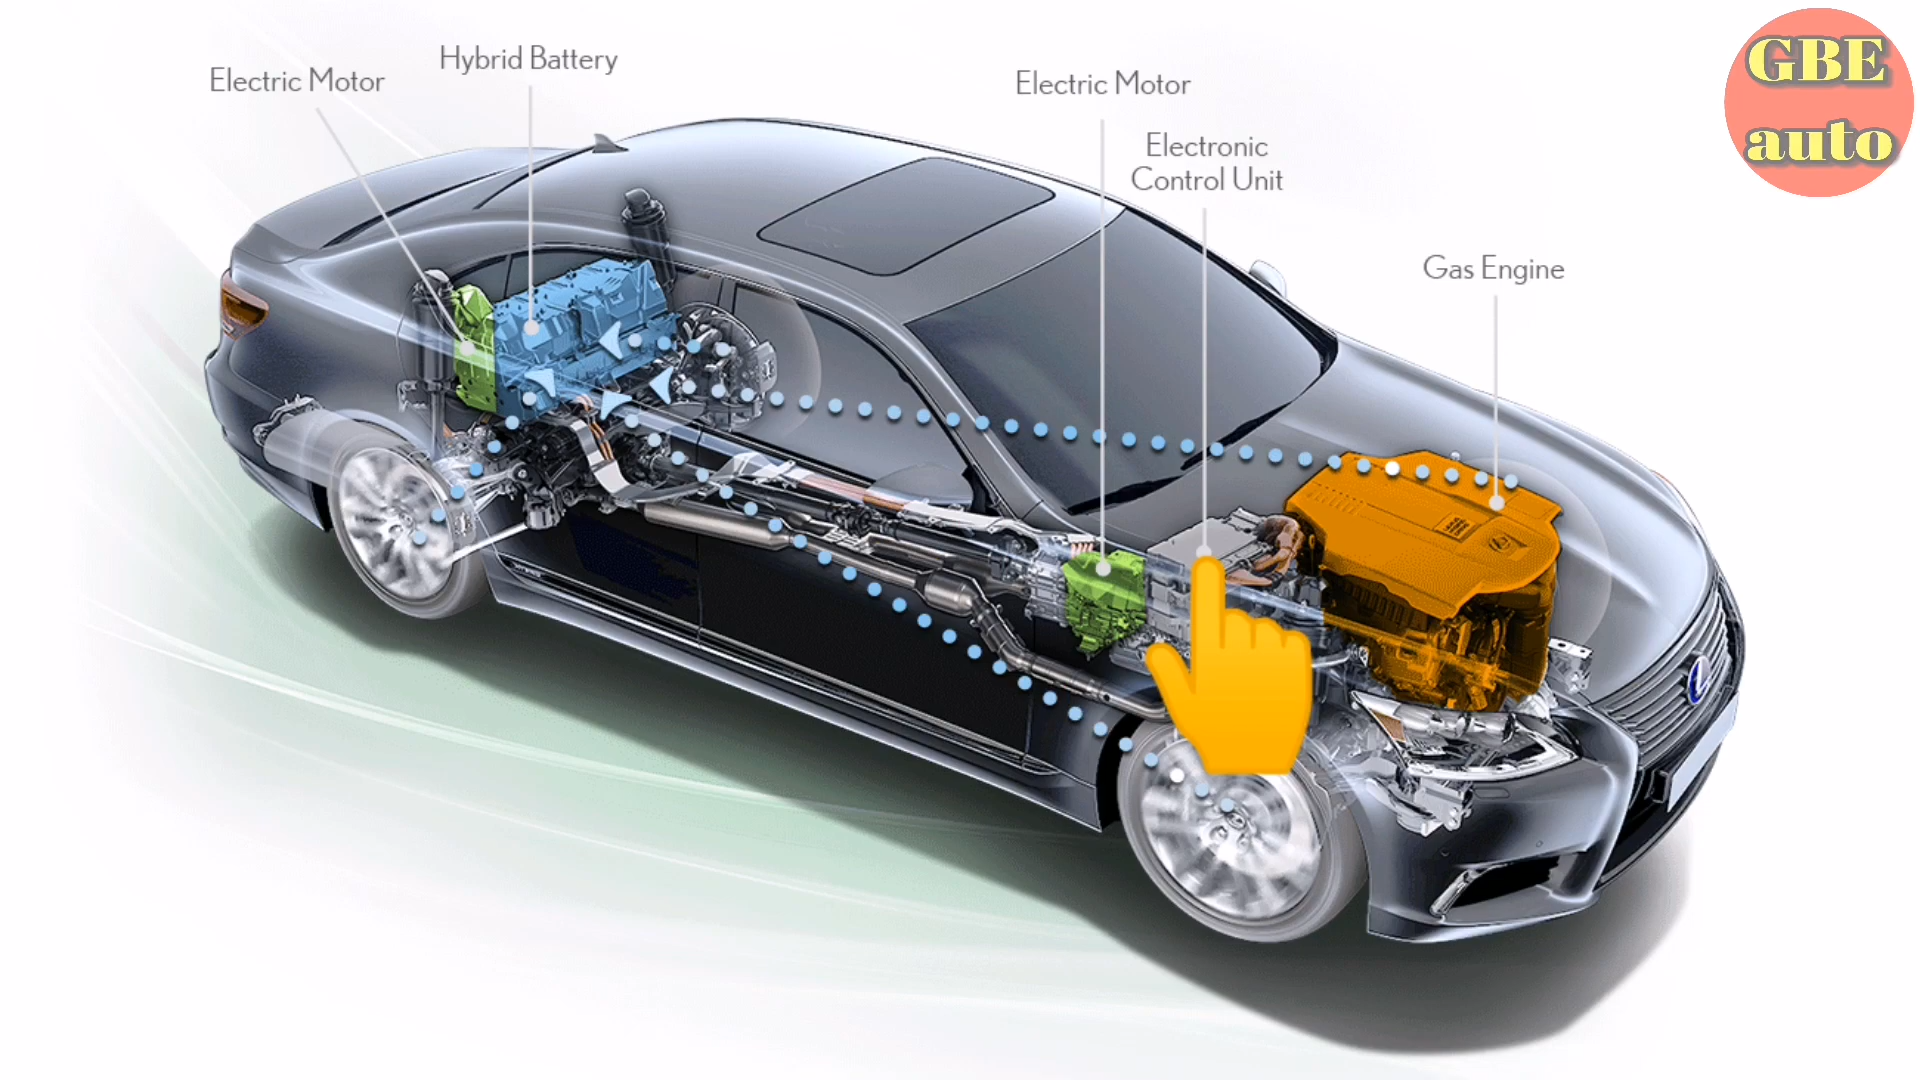 Electric Motor
Hybrid Battery
Electric Motor
Electronic
Control Unit
Gas Engine
GBE
auto